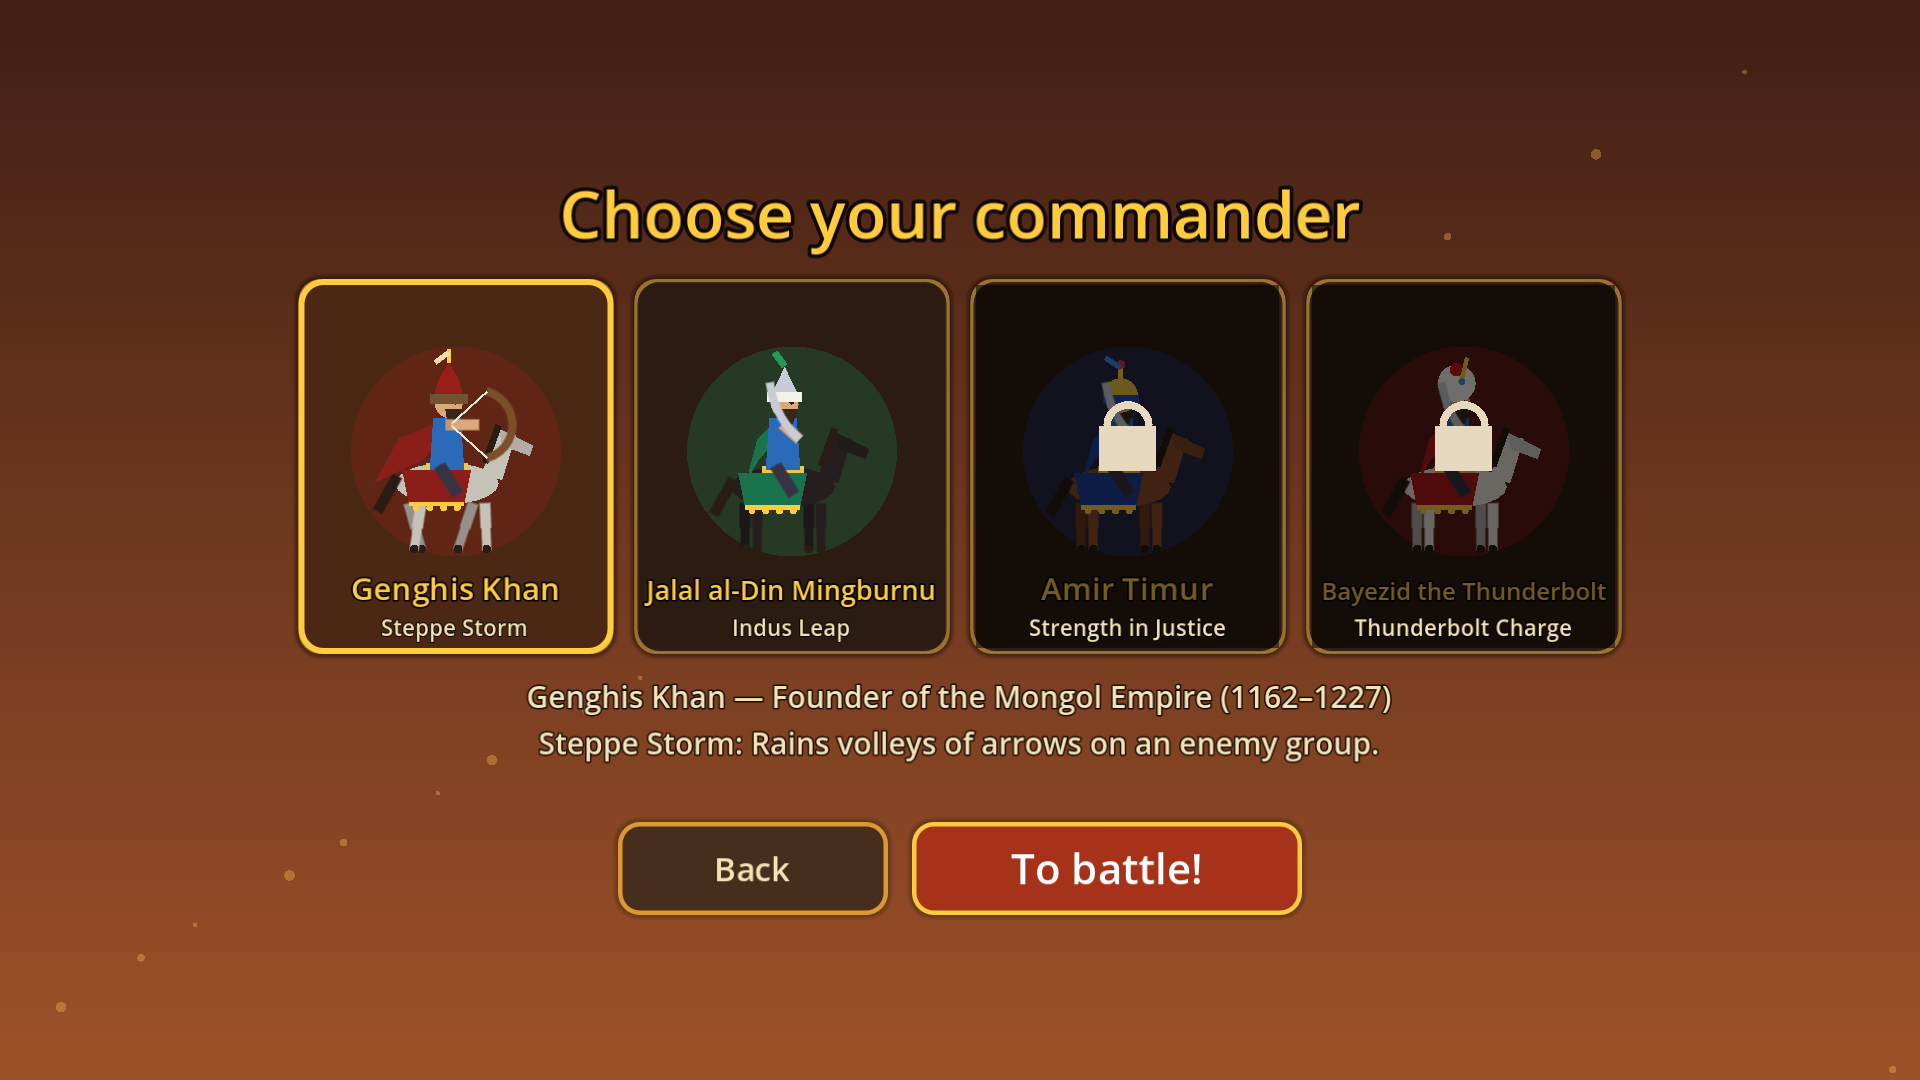 Choose your commander
Genghis Khan
Steppe Storm
Jalal al-Din Mingburnu
Indus Leap
Amir Timur
Strength in Justice
Bayezid the Thunderbolt
Thunderbolt Charge
Genghis Khan — Founder of the Mongol Empire (1162–1227)
Steppe Storm: Rains volleys of arrows on an enemy group.
Back
To battle!